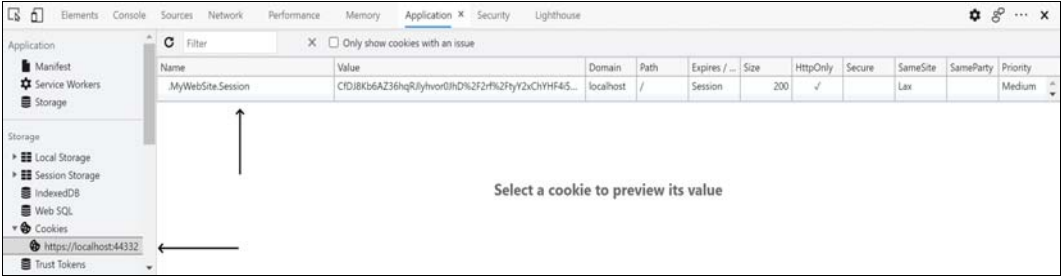 Elements Console Sources Network Performance Memory Application × Security Lighthouse
Application
Manifest
Service Workers
Storage
Storage
Local Storage
Session Storage
IndexedDB
Web SQL
Cookies
https://localhost:44332
Trust Tokens
Filter Only show cookies with an issue
Name Value Domain Path Expires / ... Size HttpOnly Secure SameSite SameParty Priority
.MyWebSite.Session localhost / Session 200 ✓ Lax Medium
Select a cookie to preview its value